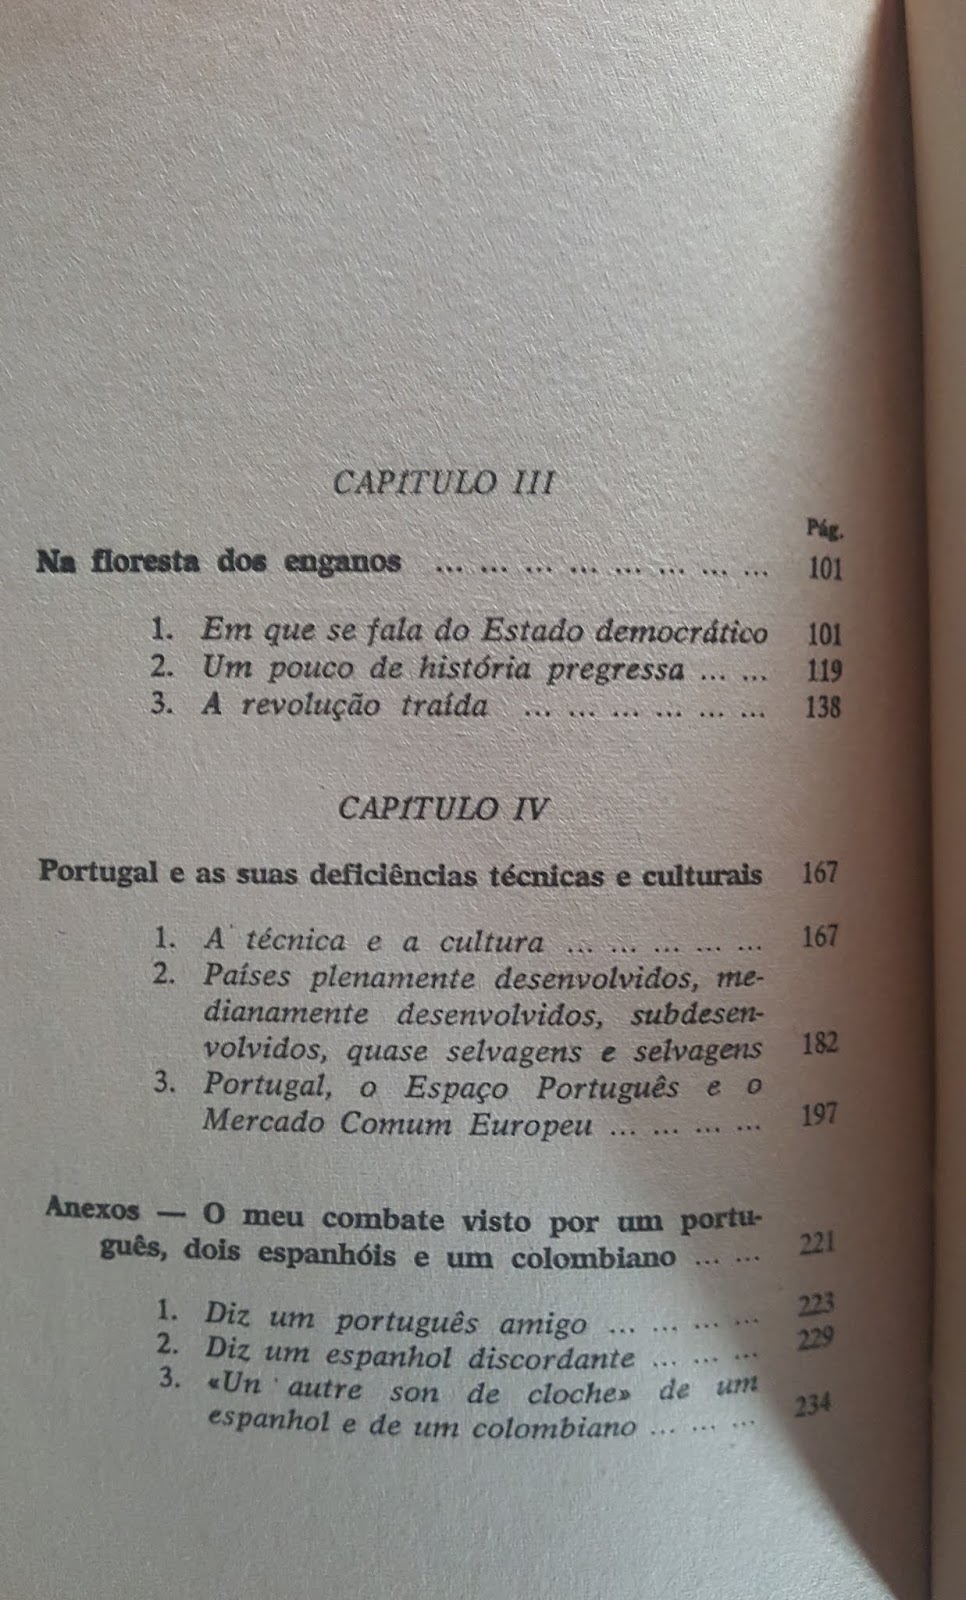 CAPÍTULO III
Pág.
Na floresta dos enganos ... ... ... ... ... ... ... ... 101
1. Em que se fala do Estado democrático 101
2. Um pouco de história pregressa ... ... 119
3. A revolução traída ... ... ... ... ... ... 138
CAPÍTULO IV
Portugal e as suas deficiências técnicas e culturais 167
1. A técnica e a cultura ... ... ... ... ... 167
2. Países plenamente desenvolvidos, me-
dianamente desenvolvidos, subdesen-
volvidos, quase selvagens e selvagens 182
3. Portugal, o Espaço Português e o
Mercado Comum Europeu ... ... ... ... 197
Anexos — O meu combate visto por um portu-
guês, dois espanhóis e um colombiano ... ... 221
1. Diz um português amigo ... ... ... ... 223
2. Diz um espanhol discordante ... ... ... 229
3. «Un autre son de cloche» de um
espanhol e de um colombiano ... ... ... 234